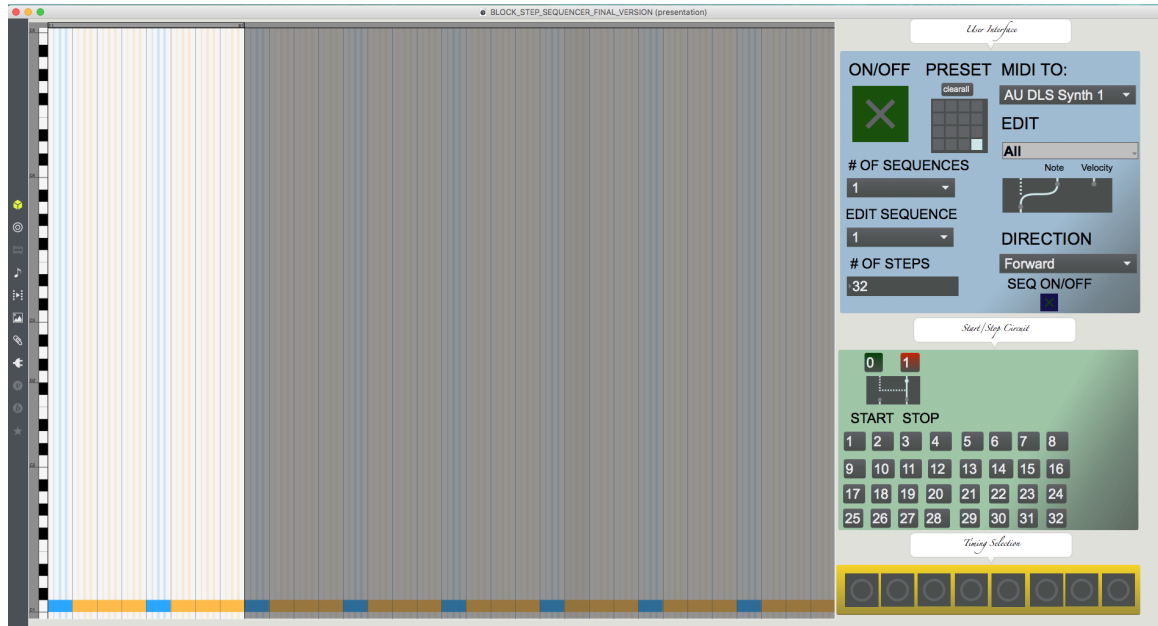 BLOCK_STEP_SEQUENCER_FINAL_VERSION (presentation)
User Interface
ON/OFF PRESET MIDI TO:
clearall
AU DLS Synth 1
EDIT
All
Note Velocity
# OF SEQUENCES
1
EDIT SEQUENCE
1
DIRECTION
# OF STEPS
Forward
32
SEQ ON/OFF
Start/Stop Circuit
0 1
START STOP
1 2 3 4 5 6 7 8
9 10 11 12 13 14 15 16
17 18 19 20 21 22 23 24
25 26 27 28 29 30 31 32
Timing Selection